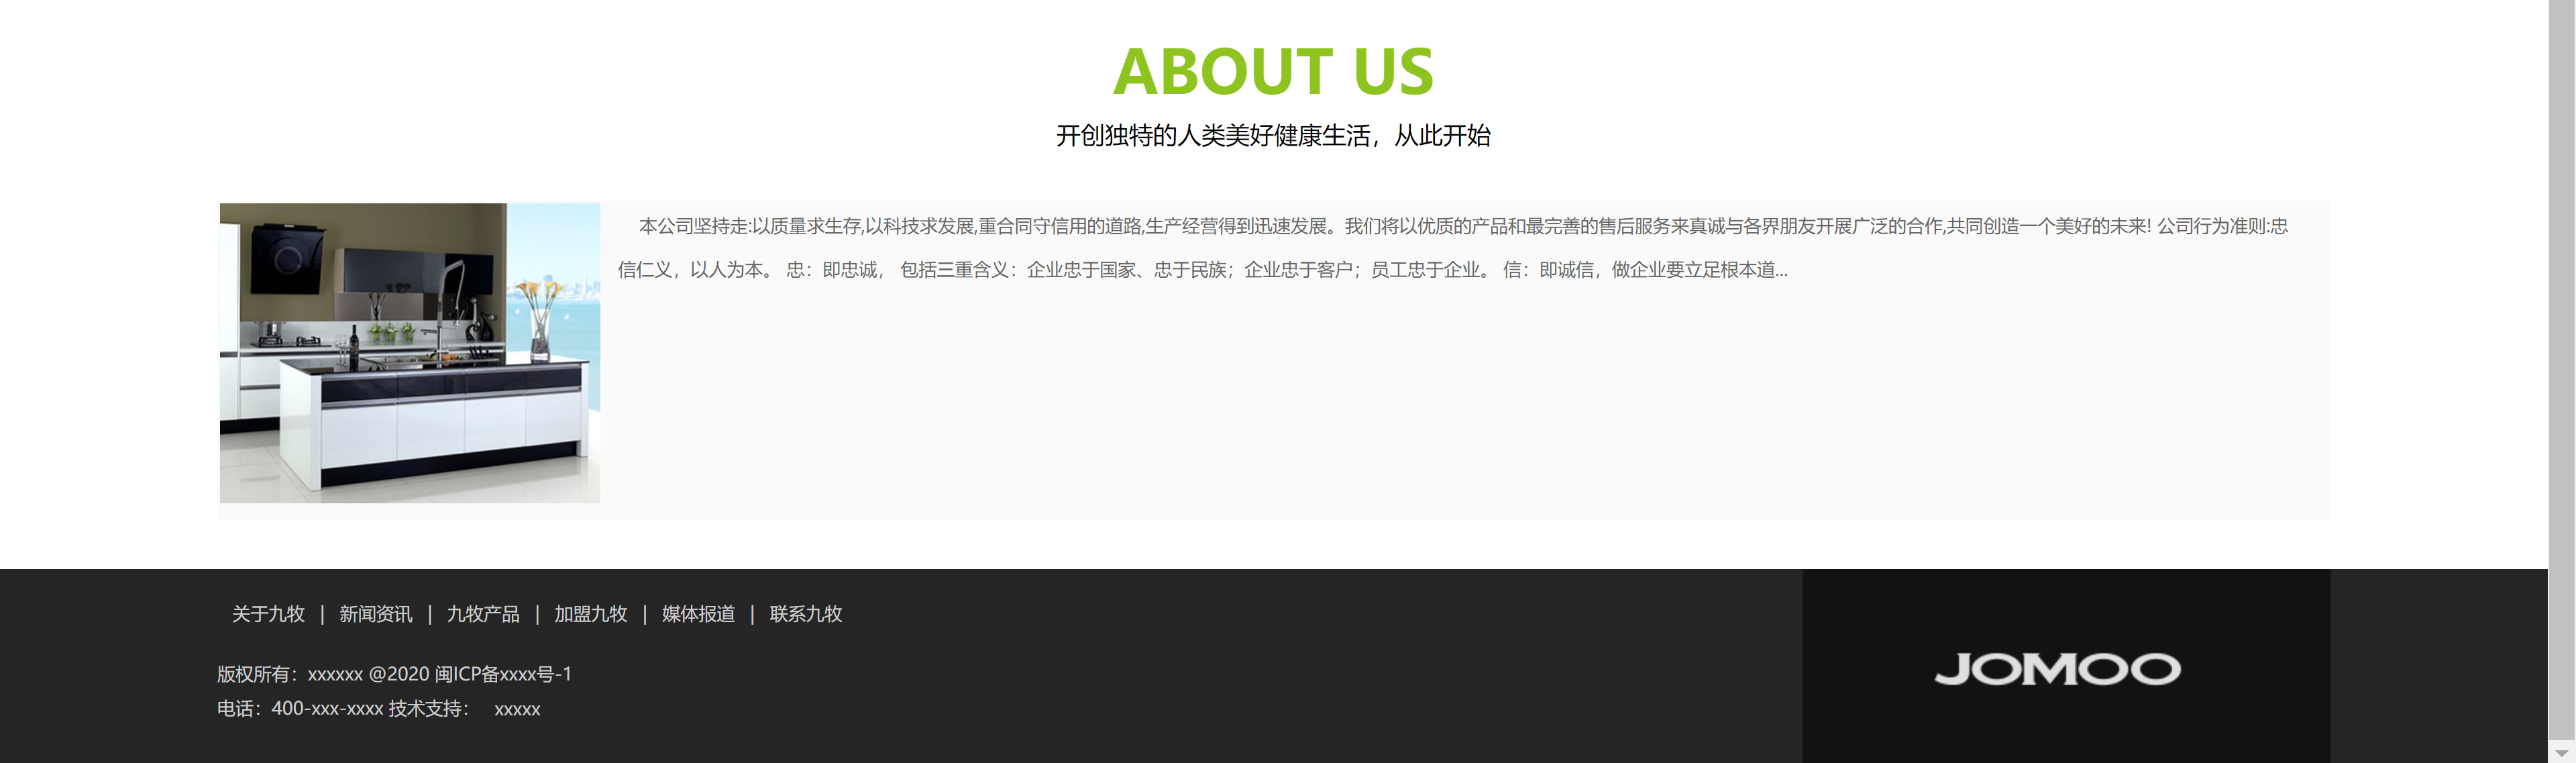 ABOUT US
开创独特的人类美好健康生活，从此开始
本公司坚持走:以质量求生存,以科技求发展,重合同守信用的道路,生产经营得到迅速发展。我们将以优质的产品和最完善的售后服务来真诚与各界朋友开展广泛的合作,共同创造一个美好的未来! 公司行为准则:忠
信仁义，以人为本。 忠：即忠诚， 包括三重含义：企业忠于国家、忠于民族；企业忠于客户；员工忠于企业。 信：即诚信，做企业要立足根本道...
关于九牧 | 新闻资讯 | 九牧产品 | 加盟九牧 | 媒体报道 | 联系九牧
版权所有：xxxxxx @2020 闽ICP备xxxx号-1
电话：400-xxx-xxxx 技术支持： xxxxx
JOMOO